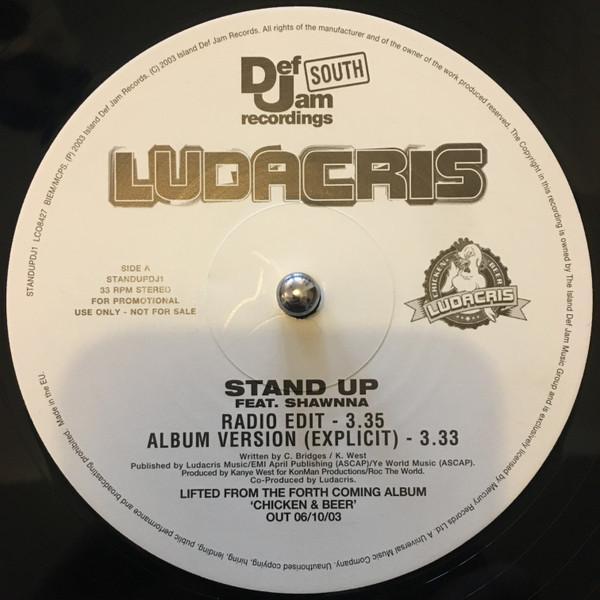 Def
Jam
SOUTH
recordings
LUDACRIS
SIDE A
STANDUPDJ1
33 RPM STEREO
FOR PROMOTIONAL
USE ONLY - NOT FOR SALE
CHICKEN & BEER
LUDACRIS
STAND UP
FEAT. SHAWNNA
RADIO EDIT - 3.35
ALBUM VERSION (EXPLICIT) - 3.33
Written by C. Bridges / K. West
Published by Ludacris Music/EMI April Publishing (ASCAP)/Ye World Music (ASCAP).
Produced by Kanye West for KonMan Productions/Roc The World.
Co-Produced by Ludacris.
LIFTED FROM THE FORTH COMING ALBUM
'CHICKEN & BEER'
OUT 06/10/03
STANDUPDJ1 LC08427 BIEM/MCPS. (P) 2003 Island Def Jam Records. (C) 2003 Island Def Jam Records. All rights of the manufacturer and of the owner of the work produced reserved. The Copyright in this recording is owned by The Island Def Jam Music Group and is exclusively licensed by Mercury Records Ltd. A Universal Music Company. Unauthorised copying, hiring, lending, public performance and broadcasting prohibited. Made in the EU.